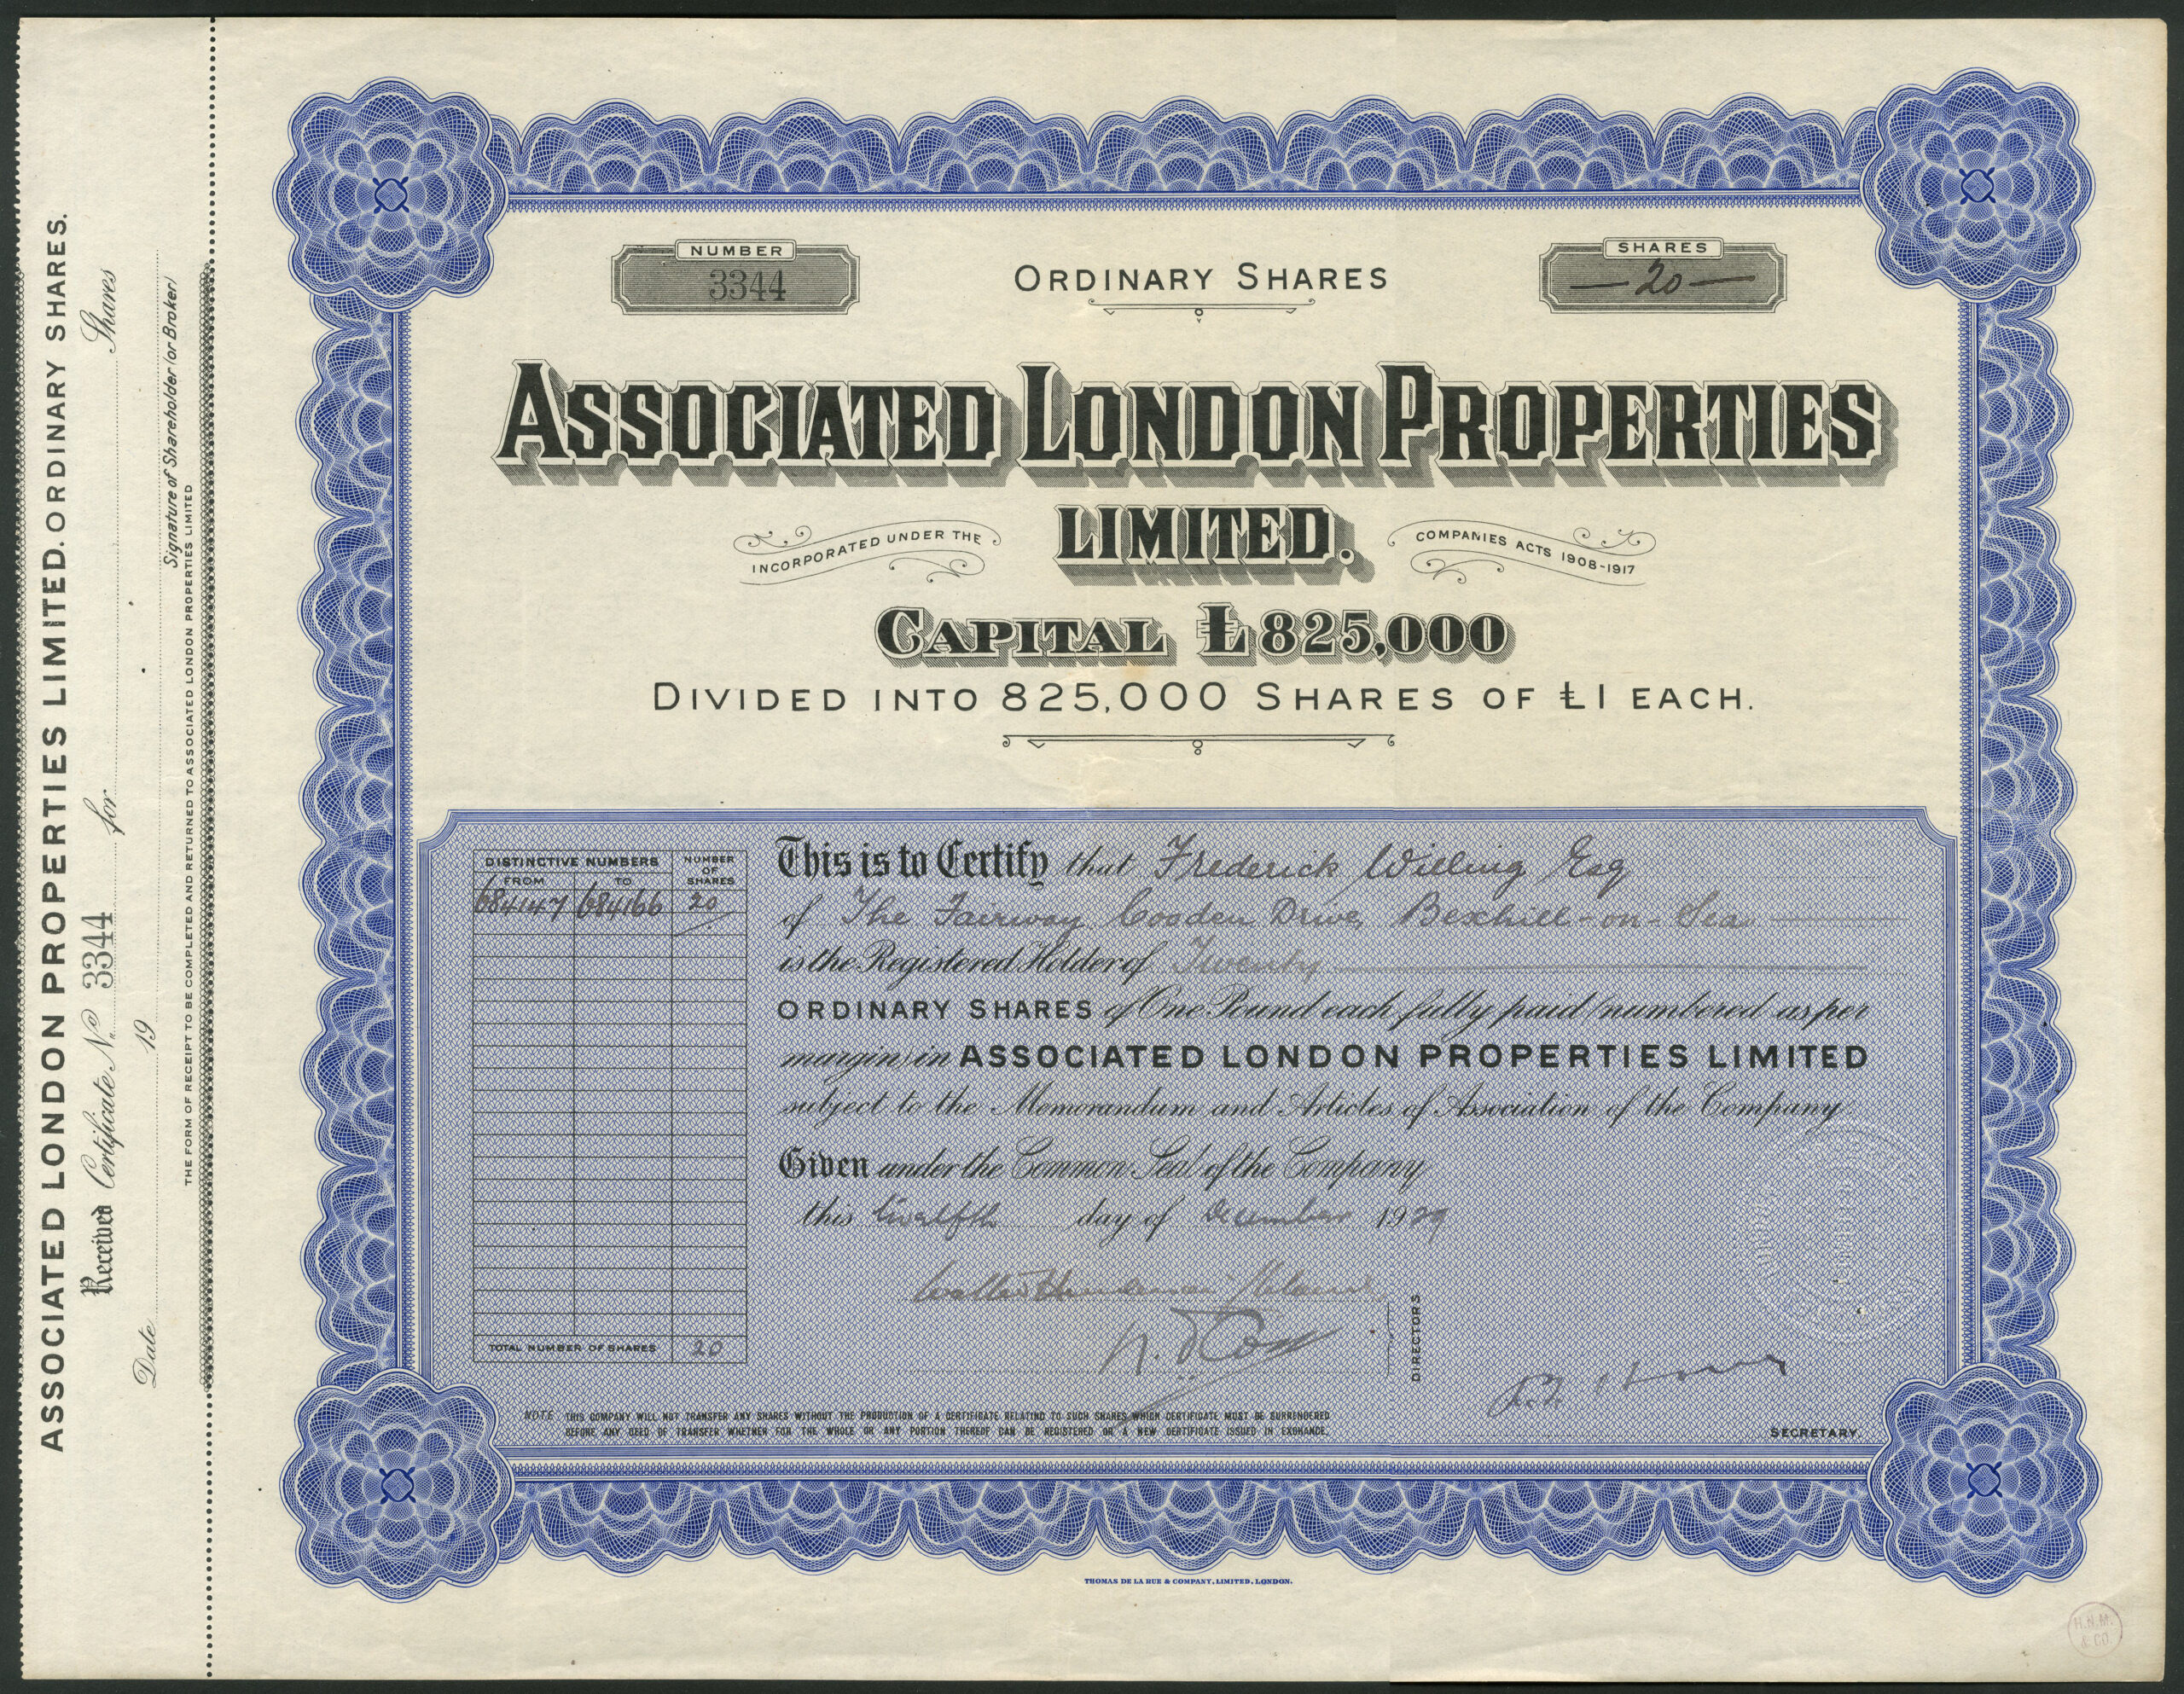 ASSOCIATED LONDON PROPERTIES LIMITED. ORDINARY SHARES.
Received Certificate No. 3344 for Shares
Date 19
Signature of Shareholder (or Broker)
THE FORM OF RECEIPT TO BE COMPLETED AND RETURNED TO ASSOCIATED LONDON PROPERTIES LIMITED
NUMBER
3344
ORDINARY SHARES
SHARES
—20—
ASSOCIATED LONDON PROPERTIES
LIMITED.
INCORPORATED UNDER THE
COMPANIES ACTS 1908-1917
CAPITAL £825,000
DIVIDED INTO 825,000 SHARES OF £1 EACH.
DISTINCTIVE NUMBERS
NUMBER OF SHARES
FROM TO
684147 684166 20
TOTAL NUMBER OF SHARES 20
This is to Certify that Frederick Willing Esq
of The Fairway Cooden Drive, Bexhill-on-Sea
is the Registered Holder of Twenty
ORDINARY SHARES of One Pound each fully paid (numbered as per
margin) in ASSOCIATED LONDON PROPERTIES LIMITED
subject to the Memorandum and Articles of Association of the Company.
Given under the Common Seal of the Company
this twelfth day of December 1929
DIRECTORS
NOTE. THIS COMPANY WILL NOT TRANSFER ANY SHARES WITHOUT THE PRODUCTION OF A CERTIFICATE RELATING TO SUCH SHARES WHICH CERTIFICATE MUST BE SURRENDERED
BEFORE ANY DEED OF TRANSFER WHETHER FOR THE WHOLE OR ANY PORTION THEREOF CAN BE REGISTERED OR A NEW CERTIFICATE ISSUED IN EXCHANGE.
SECRETARY
THOMAS DE LA RUE & COMPANY, LIMITED, LONDON.
H.N.M. & CO